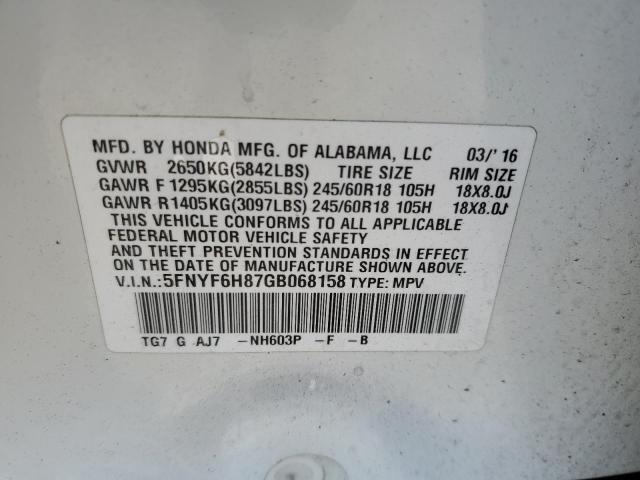 MFD. BY HONDA MFG. OF ALABAMA, LLC 03/'16
GVWR 2650KG(5842LBS) TIRE SIZE RIM SIZE
GAWR F 1295KG(2855LBS) 245/60R18 105H 18X8.0J
GAWR R1405KG(3097LBS) 245/60R18 105H 18X8.0J
THIS VEHICLE CONFORMS TO ALL APPLICABLE
FEDERAL MOTOR VEHICLE SAFETY
AND THEFT PREVENTION STANDARDS IN EFFECT
ON THE DATE OF MANUFACTURE SHOWN ABOVE.
V.I.N.:5FNYF6H87GB068158 TYPE: MPV
TG7 G AJ7 -NH603P -F -B